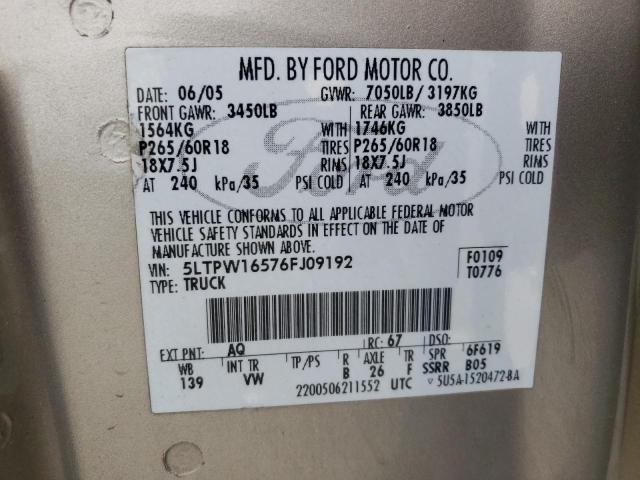 MFD. BY FORD MOTOR CO.
DATE: 06/05 GVWR: 7050LB/3197KG
FRONT GAWR: 3450LB REAR GAWR: 3850LB
1564KG WITH 1746KG WITH
P265/60R18 TIRES P265/60R18 TIRES
18X7.5J RIMS 18X7.5J RIMS
AT 240 kPa/35 PSI COLD AT 240 kPa/35 PSI COLD
Ford
THIS VEHICLE CONFORMS TO ALL APPLICABLE FEDERAL MOTOR
VEHICLE SAFETY STANDARDS IN EFFECT ON THE DATE OF
MANUFACTURE SHOWN ABOVE.
VIN: 5LTPW16576FJ09192 F0109
TYPE: TRUCK T0776
EXT PNT: AQ RC: 67 DSO:
WB INT TR TP/PS R AXLE TR SPR 6F619
139 VW B 26 F SSRR B05
2200506211552 UTC ▽ 5U5A-1520472-BA